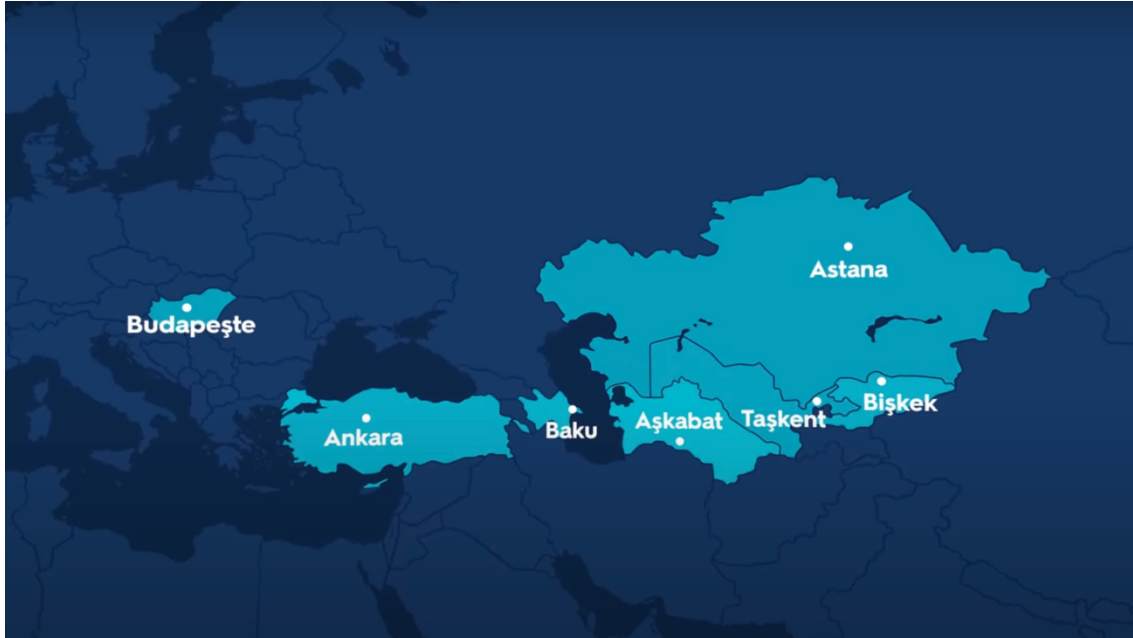 Astana
Budapeşte
Bişkek
Aşkabat
Taşkent
Baku
Ankara